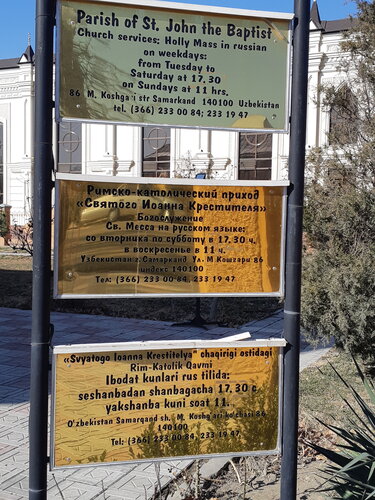 Parish of St. John the Baptist
Church services: Holly Mass in russian
on weekdays:
from Tuesday to
Saturday at 17. 30
on Sundays at 11 hrs.
86 M. Koshga'i str Samarkand 140100 Uzbekistan
tel. (366) 233 00 84; 233 19 47
Римско-католический приход
«Святого Иоанна Крестителя»
Богослужение
Св. Месса на русском языке:
со вторника по субботу в 17.30 ч.
в воскресенье в 11 ч.
Узбекистан г.Самарканд Ул. М Кошгари 86
индекс 140100
Тел: (366) 233 00 84, 233 19 47
«Svyatogo Ioanna Krestitelya” chaqirigi ostidagi
Rim-Katolik Qavmi
Ibodat kunlari rus tilida:
seshanbadan shanbagacha 17.30 c
yakshanba kuni soat 11.
O'zbekistan Samarqand sh. M. Koshg'ari ko'chasi 86
140100
Tel: (366) 233 00 84, 233 19 47